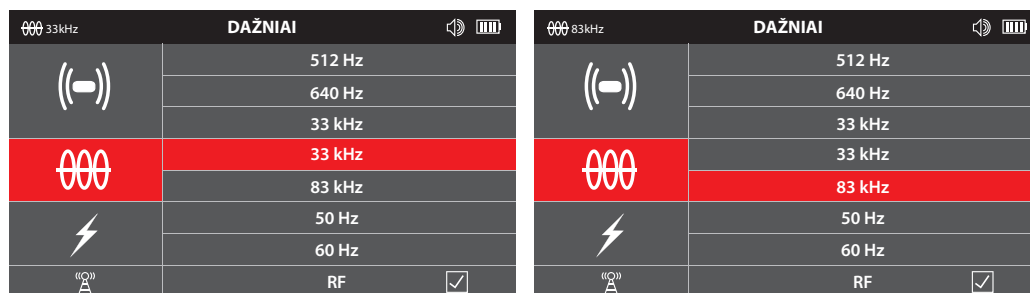 33kHz DAŽNIAI
512 Hz
640 Hz
33 kHz
33 kHz
83 kHz
50 Hz
60 Hz
RF
83kHz DAŽNIAI
512 Hz
640 Hz
33 kHz
33 kHz
83 kHz
50 Hz
60 Hz
RF